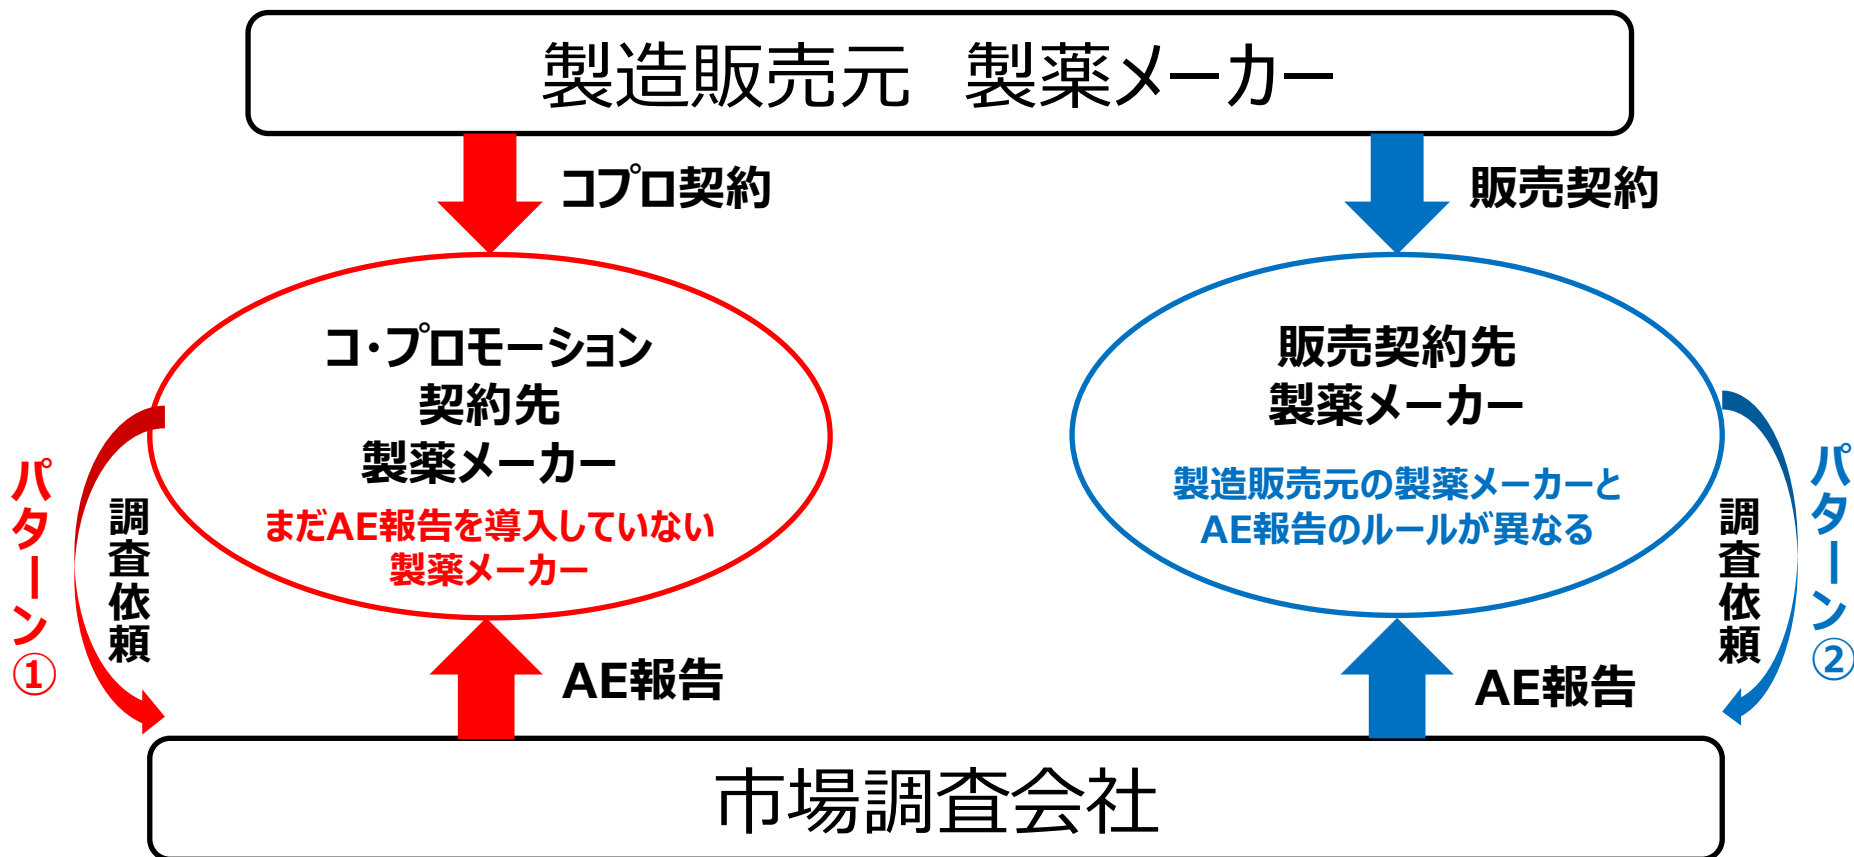 製造販売元　製薬メーカー
コプロ契約
販売契約
コ・プロモーション
契約先
製薬メーカー
まだAE報告を導入していない
製薬メーカー
販売契約先
製薬メーカー
製造販売元の製薬メーカーと
AE報告のルールが異なる
パターン①
調査依頼
調査依頼
パターン②
AE報告
AE報告
市場調査会社